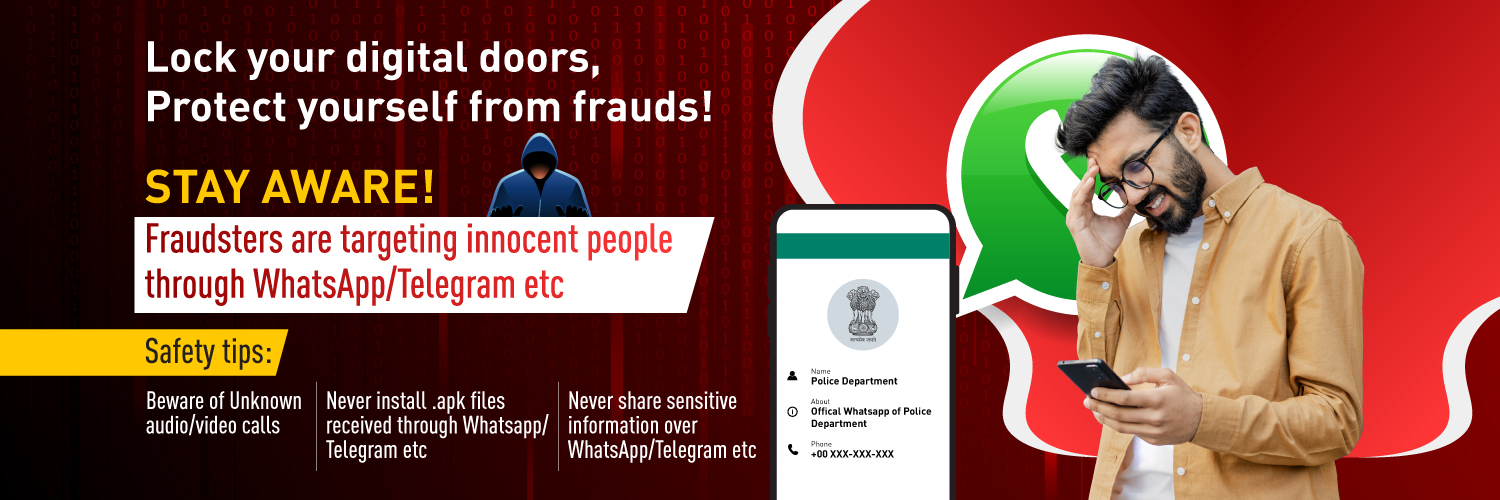 Lock your digital doors,
Protect yourself from frauds!
STAY AWARE!
Fraudsters are targeting innocent people
through WhatsApp/Telegram etc
Safety tips:
Beware of Unknown
audio/video calls
Never install .apk files
received through Whatsapp/
Telegram etc
Never share sensitive
information over
WhatsApp/Telegram etc
सत्यमेव जयते
Name
Police Department
About
Offical Whatsapp of Police
Department
Phone
+00 XXX-XXX-XXX